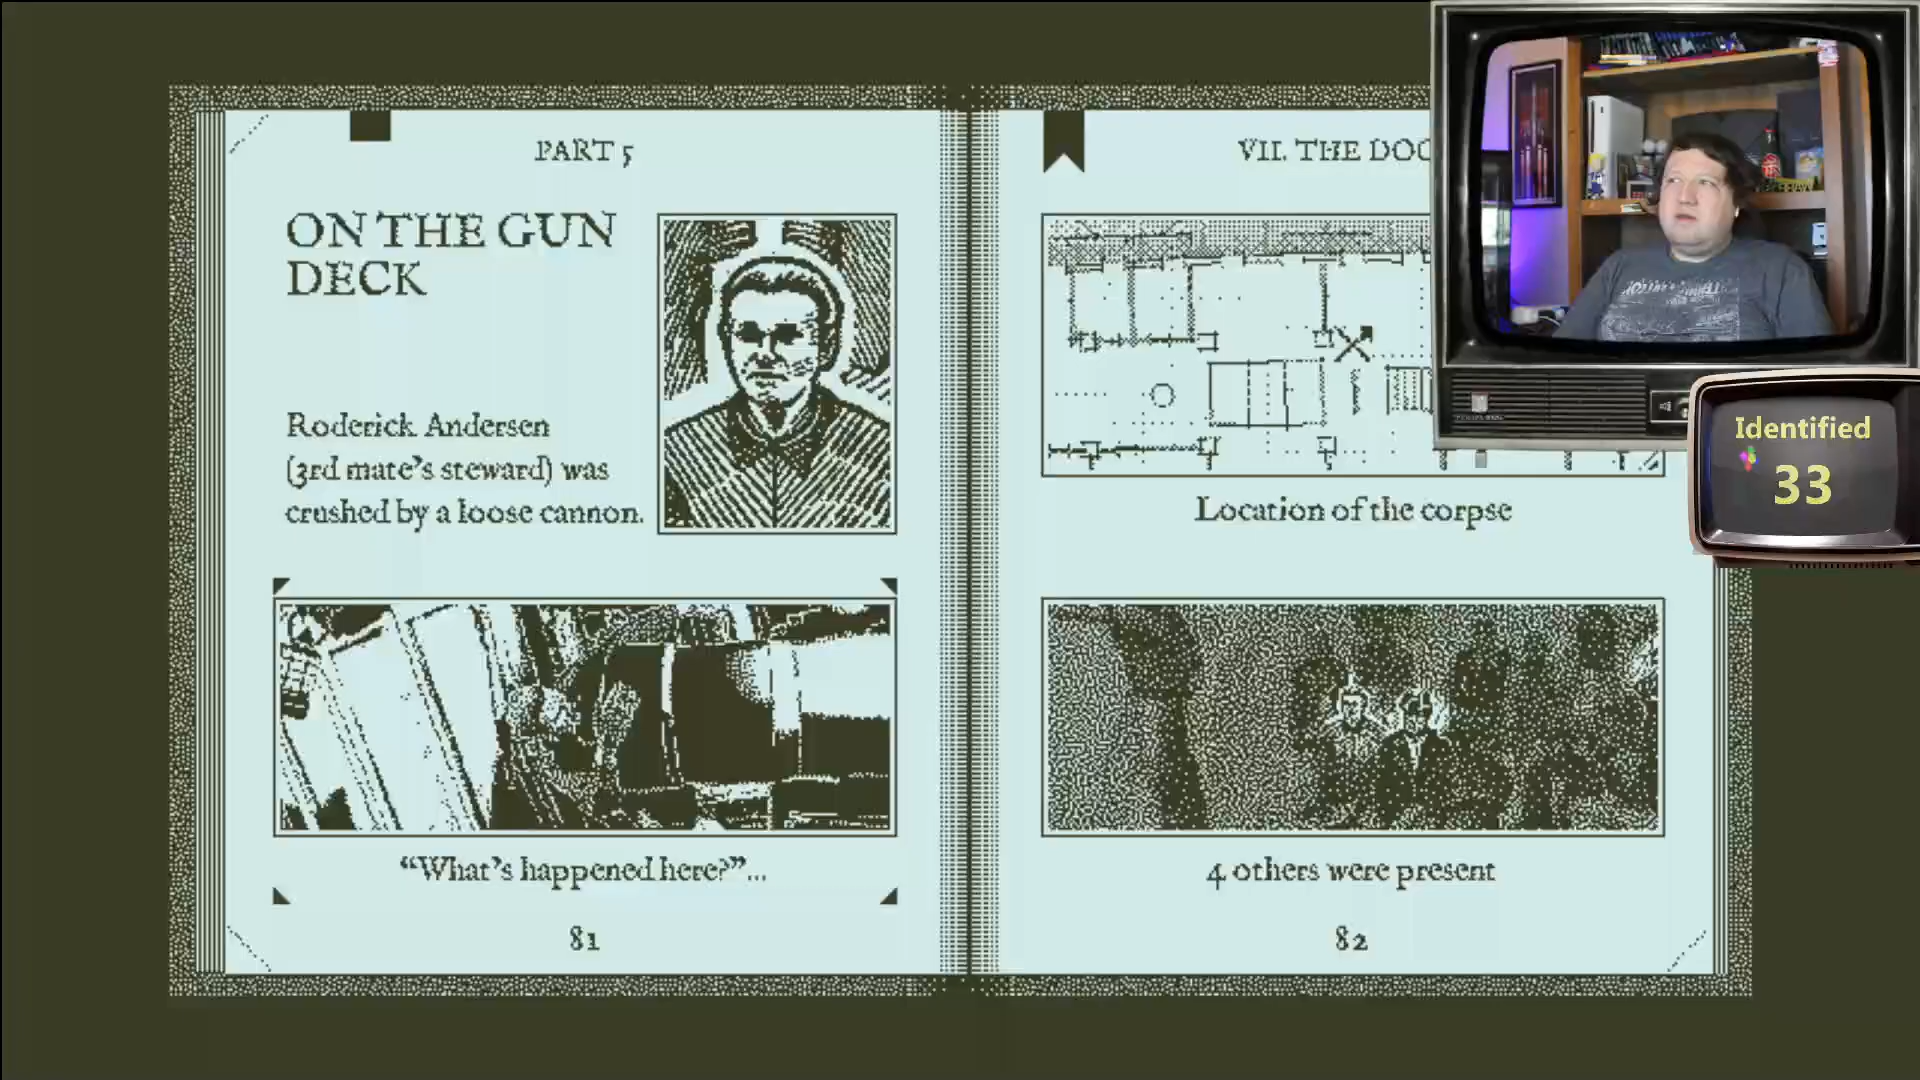 PART 5
ON THE GUN
DECK
Roderick Andersen
(3rd mate's steward) was
crushed by a loose cannon.
“What's happened here?”...
81
VII. THE DOO
Location of the corpse
4 others were present
82
Identified
33